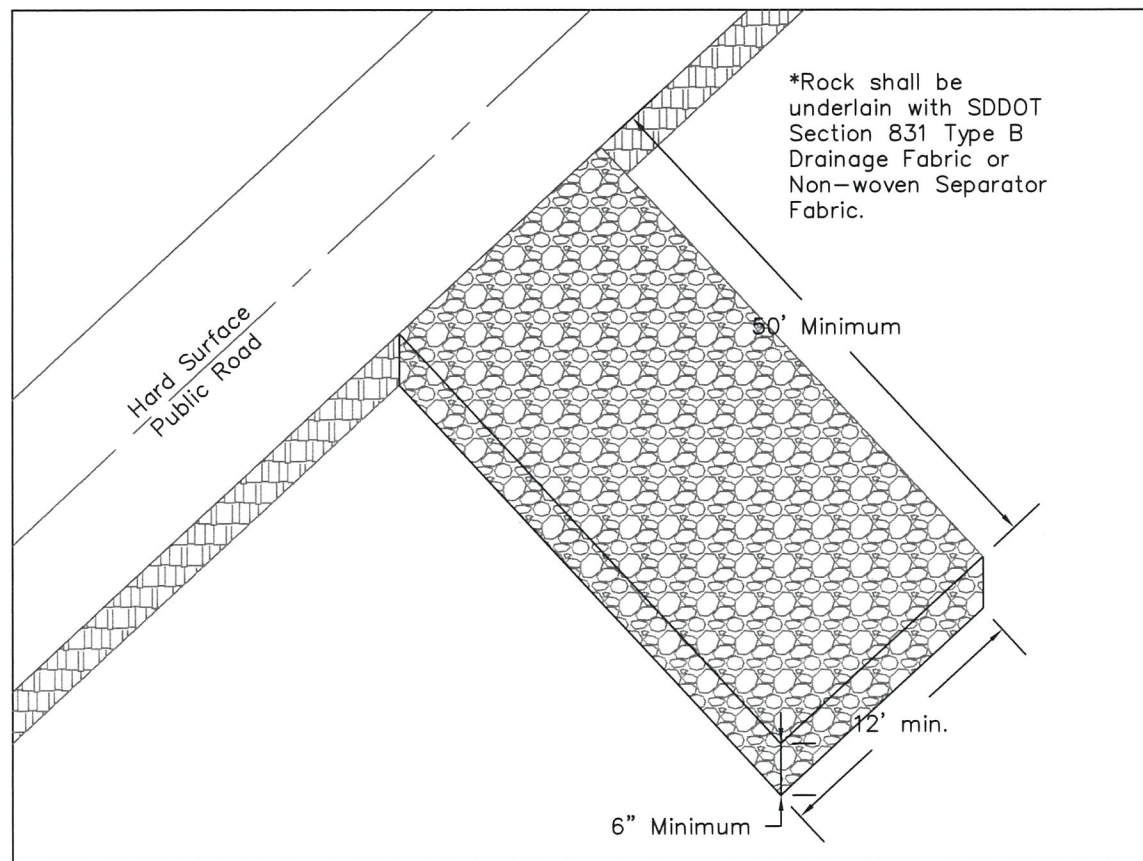 *Rock shall be
underlain with SDDOT
Section 831 Type B
Drainage Fabric or
Non-woven Separator
Fabric.
50' Minimum
Hard Surface
Public Road
12' min.
6" Minimum